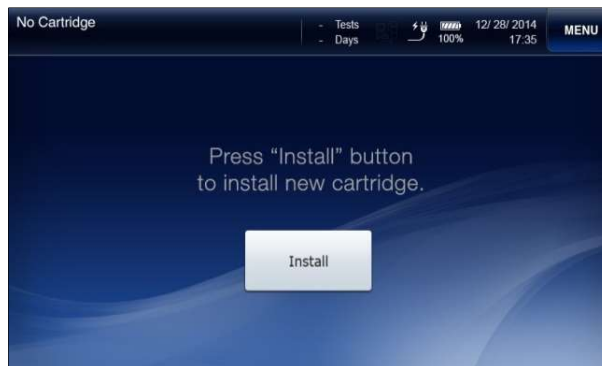 No Cartridge
- Tests
- Days
100%
12/ 28/ 2014
17:35
MENU
Press “Install” button
to install new cartridge.
Install